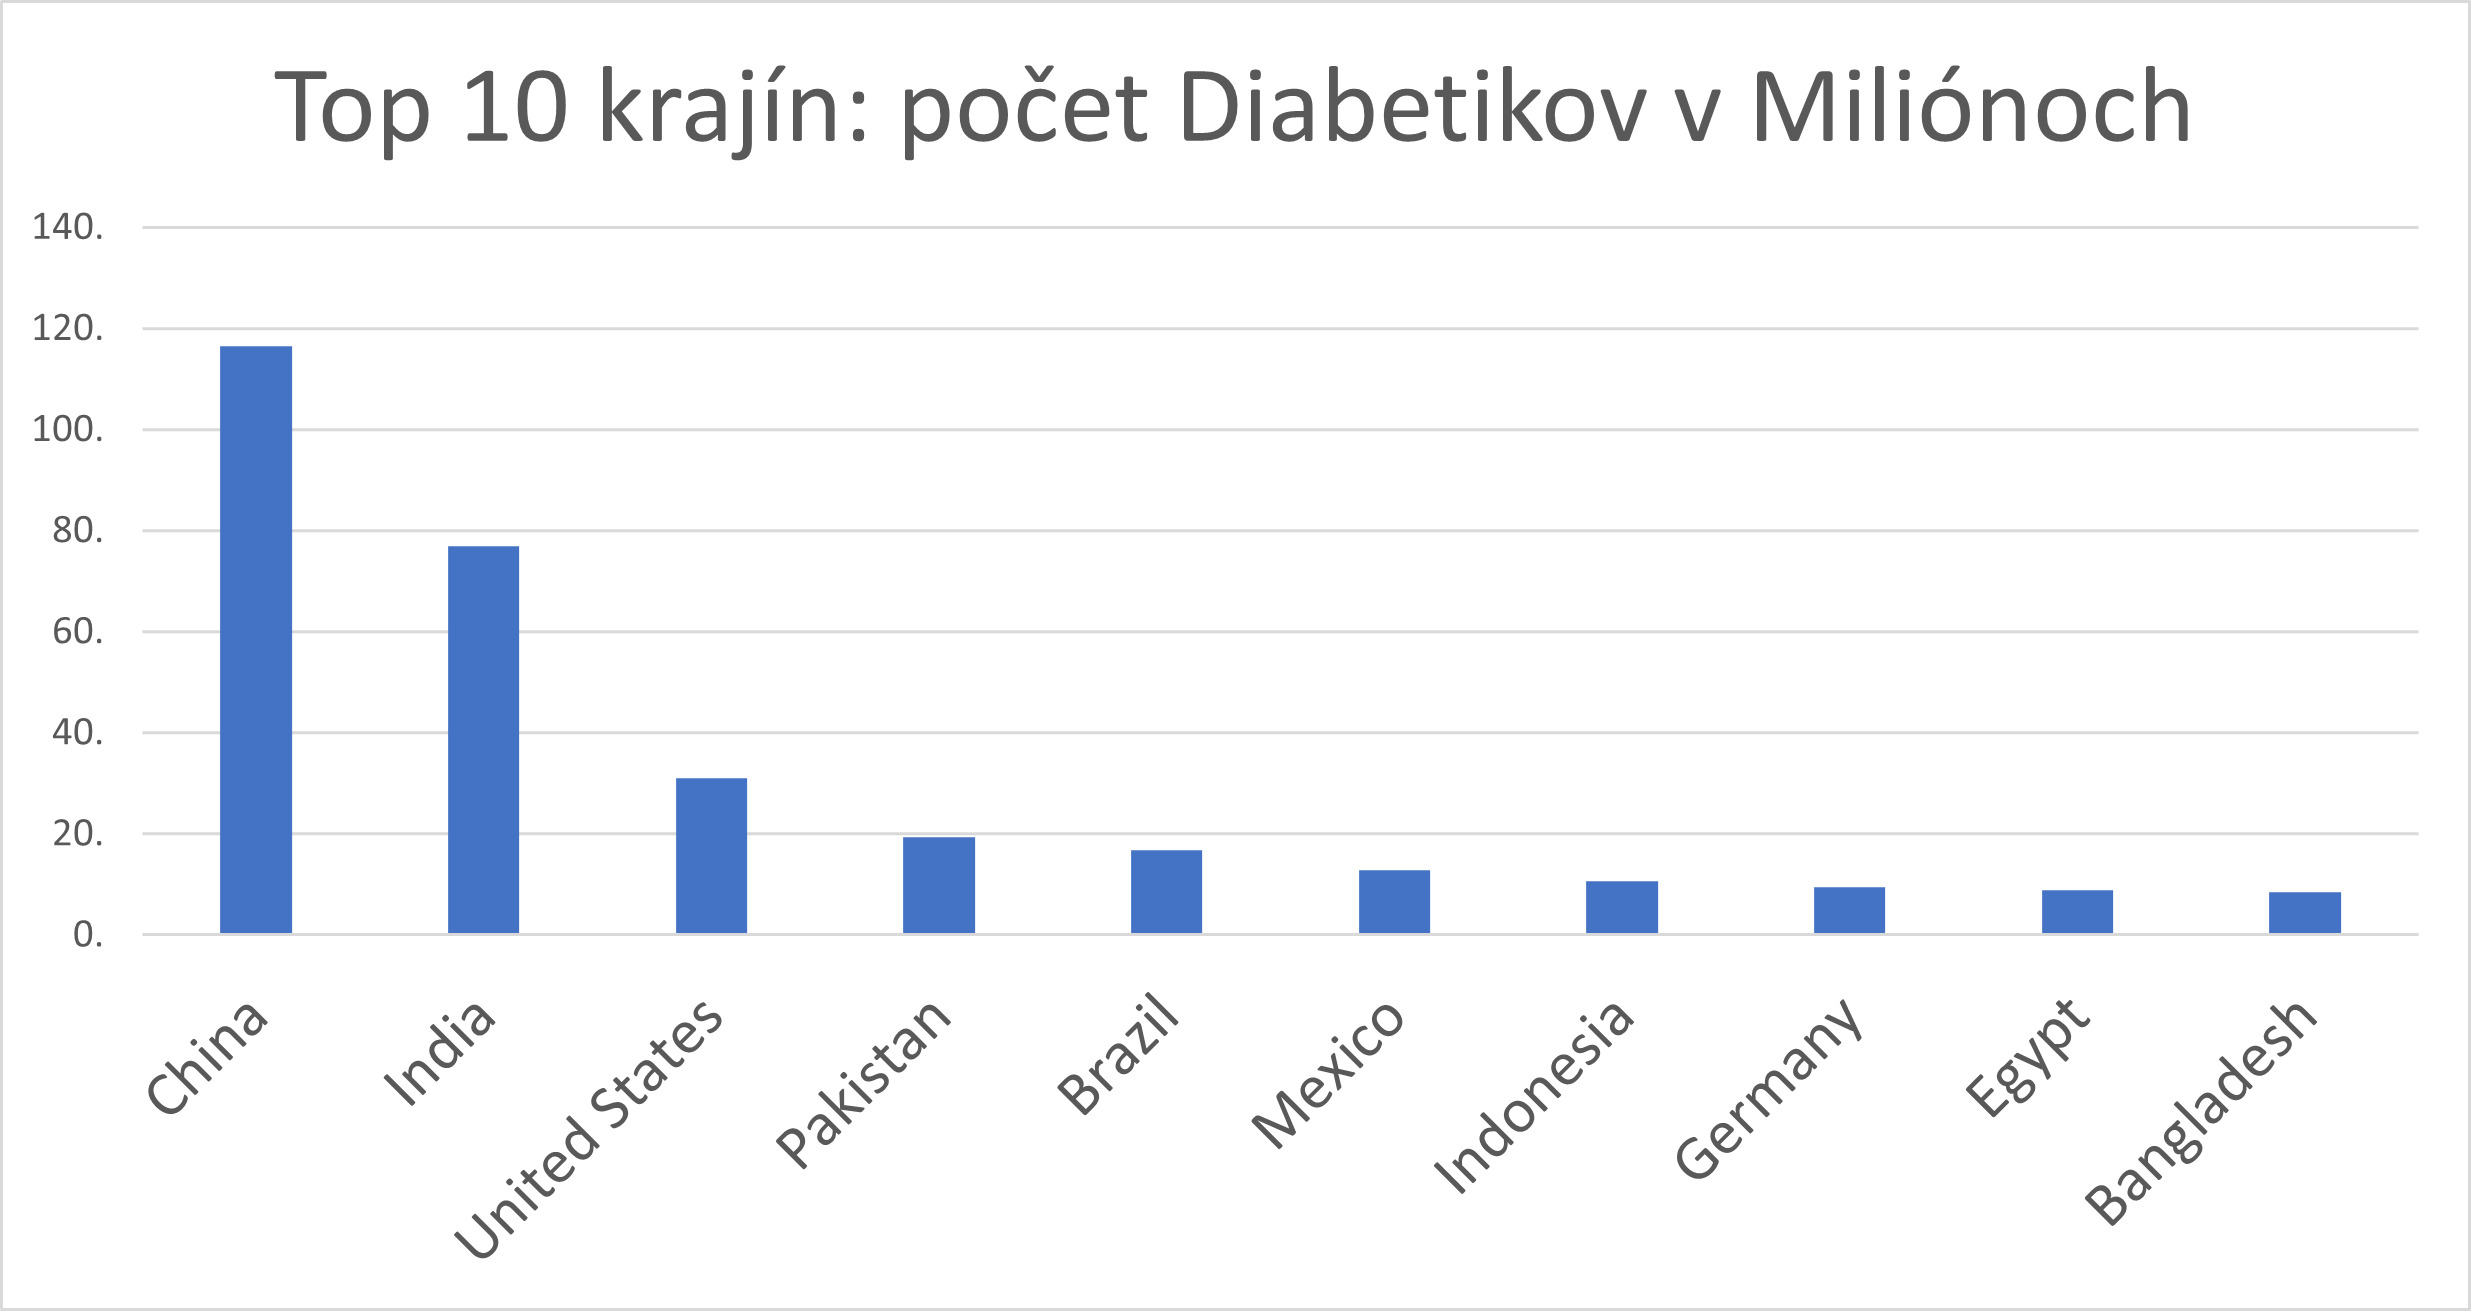 Top 10 krajín: počet Diabetikov v Miliónoch
140.
120.
100.
80.
60.
40.
20.
0.
China
India
United States
Pakistan
Brazil
Mexico
Indonesia
Germany
Egypt
Bangladesh